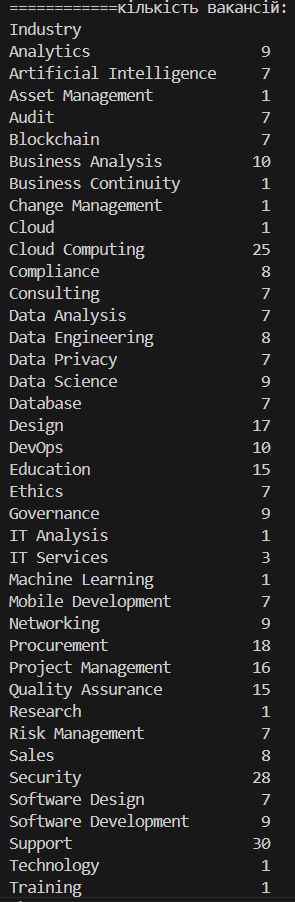 ============кількість вакансій:
Industry
Analytics 9
Artificial Intelligence 7
Asset Management 1
Audit 7
Blockchain 7
Business Analysis 10
Business Continuity 1
Change Management 1
Cloud 1
Cloud Computing 25
Compliance 8
Consulting 7
Data Analysis 7
Data Engineering 8
Data Privacy 7
Data Science 9
Database 7
Design 17
DevOps 10
Education 15
Ethics 7
Governance 9
IT Analysis 1
IT Services 3
Machine Learning 1
Mobile Development 7
Networking 9
Procurement 18
Project Management 16
Quality Assurance 15
Research 1
Risk Management 7
Sales 8
Security 28
Software Design 7
Software Development 9
Support 30
Technology 1
Training 1